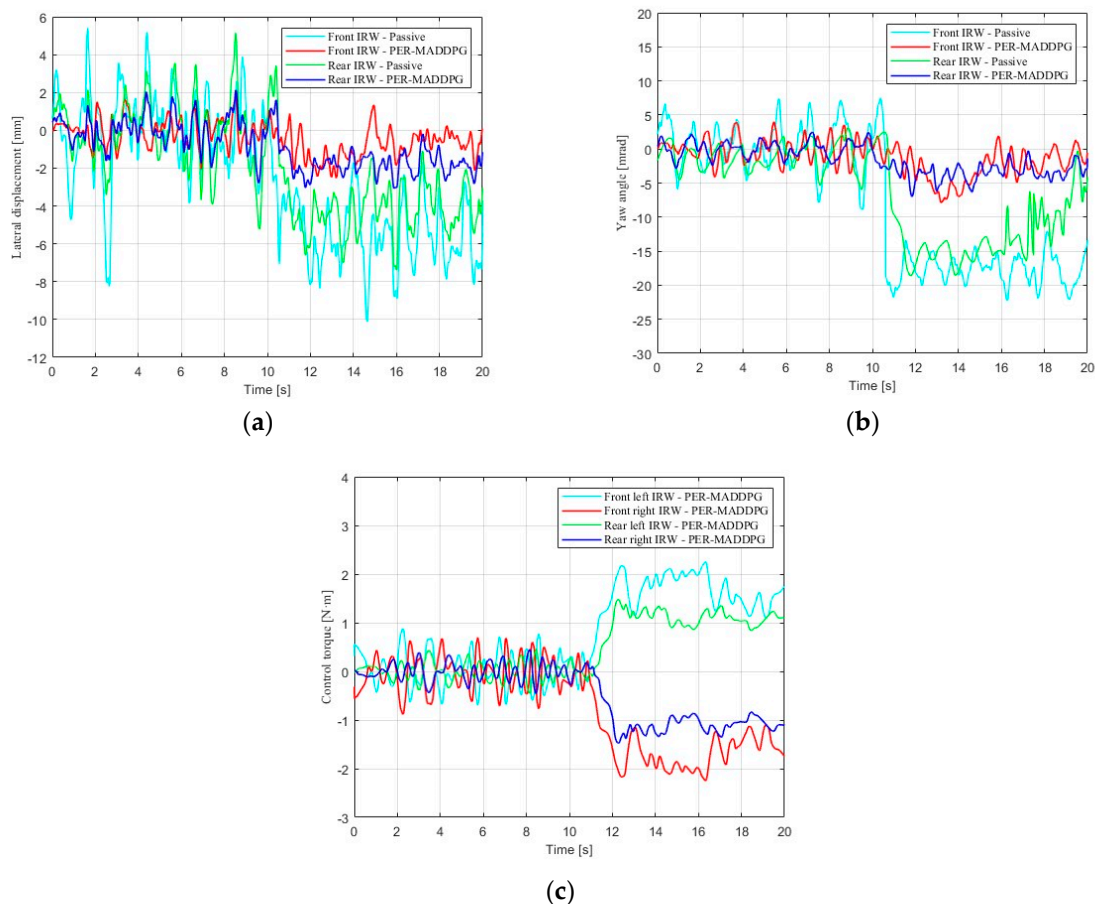 Lateral displacement [mm]
6
4
2
0
-2
-4
-6
-8
-10
-12
Front IRW - Passive
Front IRW - PER-MADDPG
Rear IRW - Passive
Rear IRW - PER-MADDPG
0 2 4 6 8 10 12 14 16 18 20
Time [s]
(a)
Yaw angle [mrad]
20
15
10
5
0
-5
-10
-15
-20
-25
-30
Front IRW - Passive
Front IRW - PER-MADDPG
Rear IRW - Passive
Rear IRW - PER-MADDPG
0 2 4 6 8 10 12 14 16 18 20
Time [s]
(b)
Control torque [N·m]
4
3
2
1
0
-1
-2
-3
Front left IRW - PER-MADDPG
Front right IRW - PER-MADDPG
Rear left IRW - PER-MADDPG
Rear right IRW - PER-MADDPG
0 2 4 6 8 10 12 14 16 18 20
Time [s]
(c)